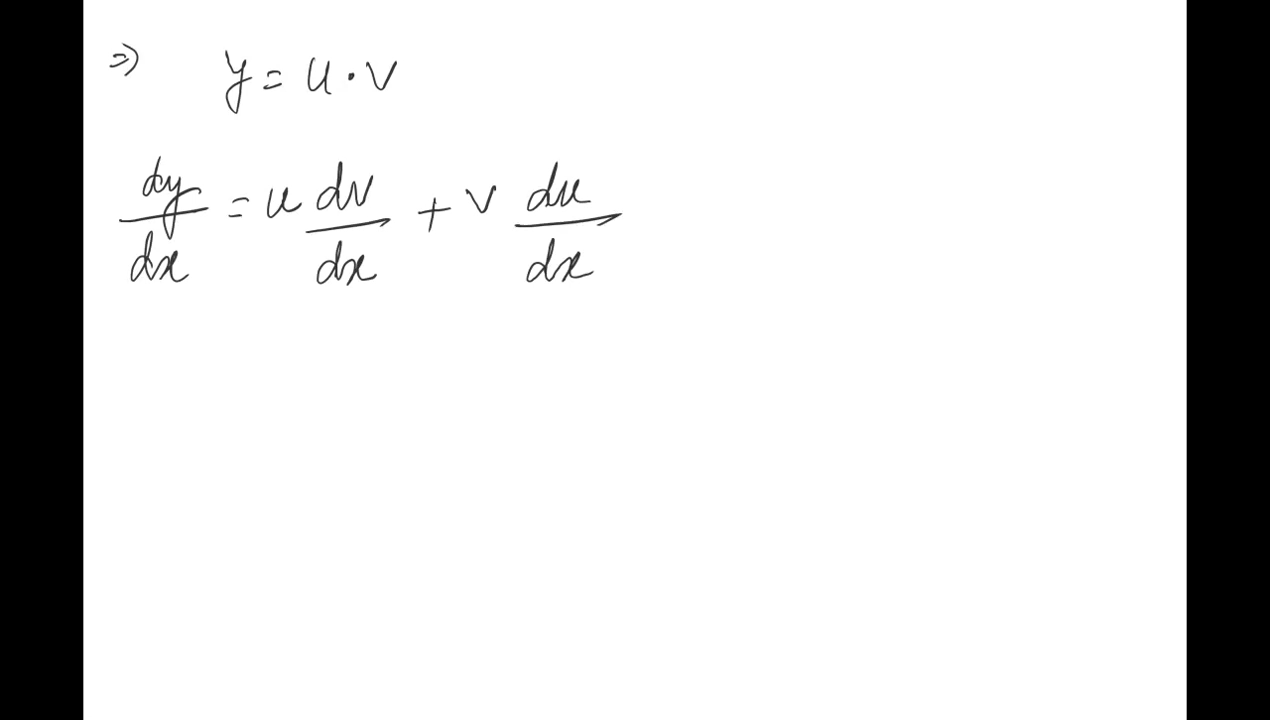 ⇒ y = u · v
dy/dx = u dv/dx + v du/dx